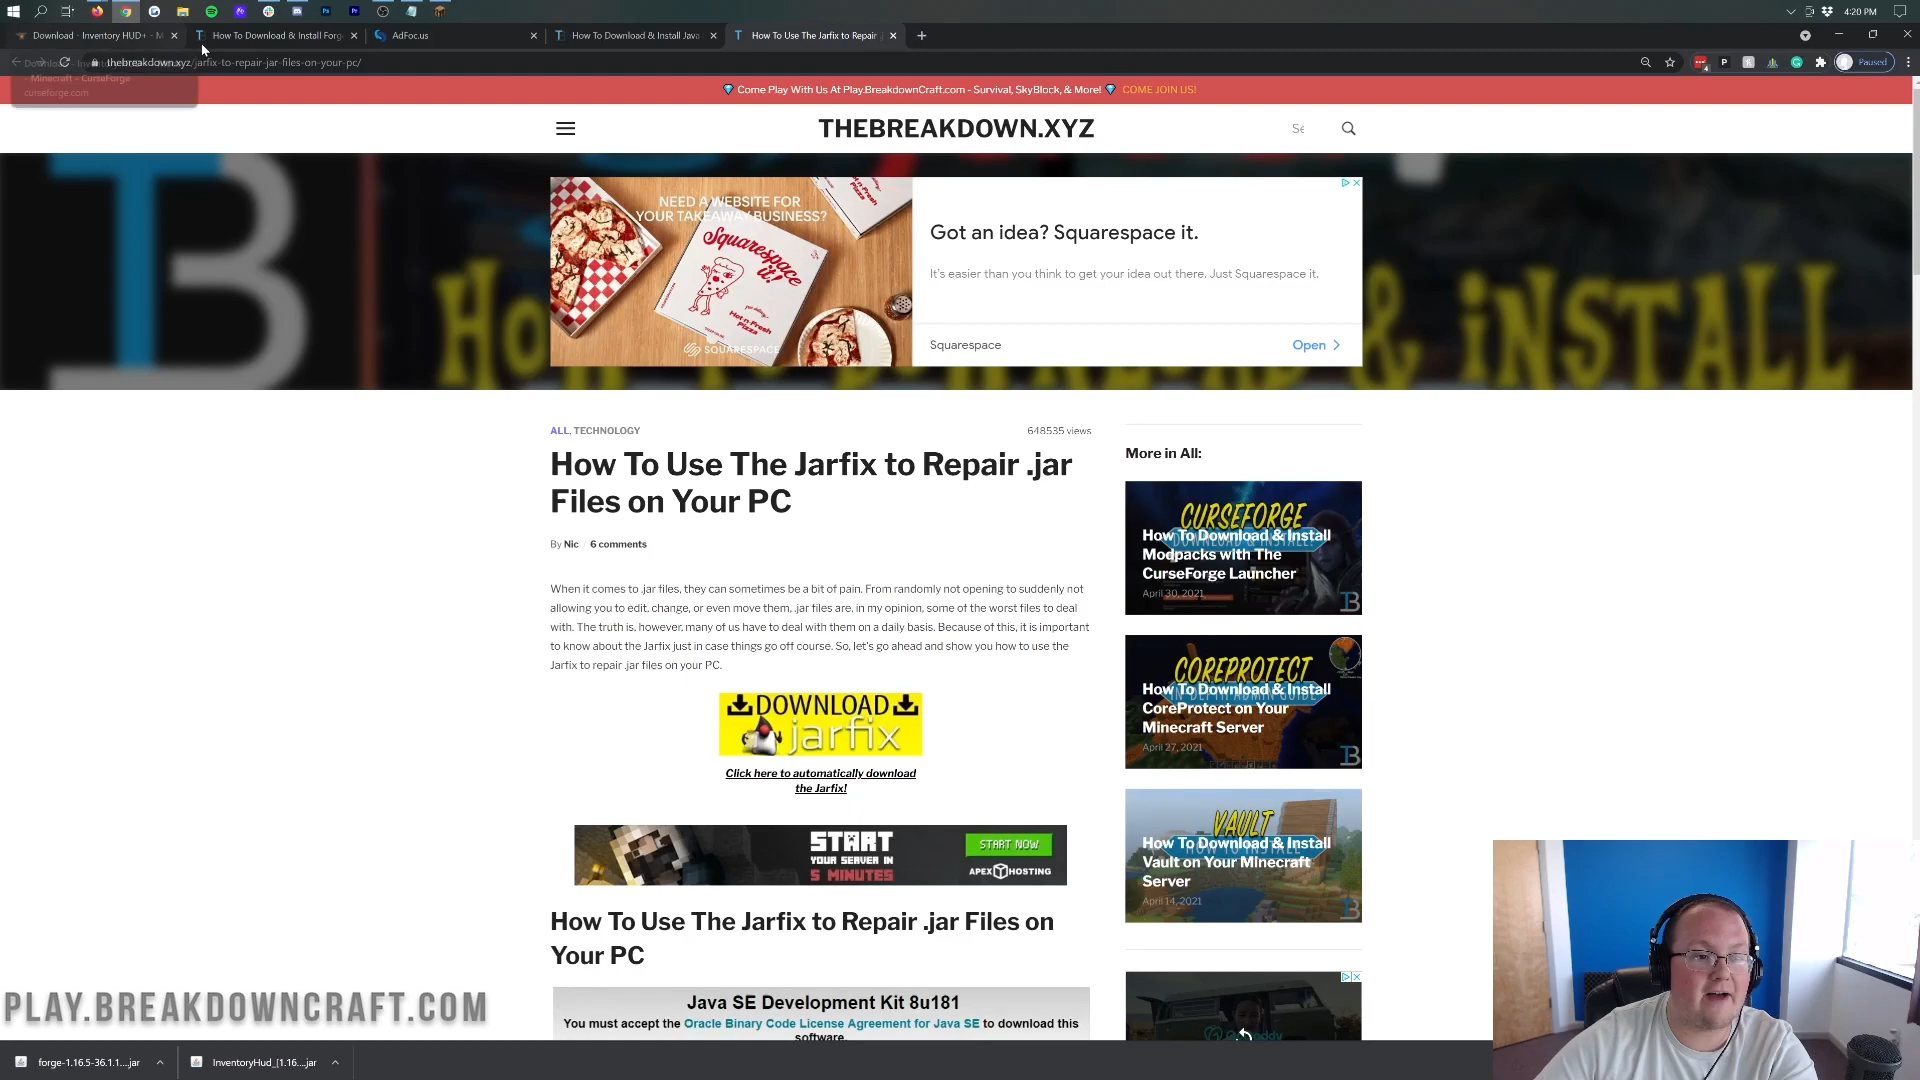 4:20 PM
Download - Inventory HUD+ - M
How To Download & Install Forg
AdFoc.us
How To Download & Install Java
How To Use The Jarfix to Repair
thebreakdown.xyz/jarfix-to-repair-jar-files-on-your-pc/
Paused
- Minecraft - CurseForge
curseforge.com
Come Play With Us At Play.BreakdownCraft.com - Survival, SkyBlock, & More! COME JOIN US!
THEBREAKDOWN.XYZ
Se
NEED A WEBSITE FOR
YOUR TAKEAWAY BUSINESS?
Squarespace
it!
Hot n Fresh
Pizza
SQUARESPACE
Got an idea? Squarespace it.
It's easier than you think to get your idea out there. Just Squarespace it.
Squarespace
Open
ALL, TECHNOLOGY
648535 views
How To Use The Jarfix to Repair .jar
Files on Your PC
By Nic / 6 comments
When it comes to .jar files, they can sometimes be a bit of pain. From randomly not opening to suddenly not
allowing you to edit, change, or even move them, .jar files are, in my opinion, some of the worst files to deal
with. The truth is, however, many of us have to deal with them on a daily basis. Because of this, it is important
to know about the Jarfix just in case things go off course. So, let's go ahead and show you how to use the
Jarfix to repair .jar files on your PC.
DOWNLOAD
jarfix
Click here to automatically download
the Jarfix!
START
YOUR SERVER IN
5 MINUTES
START NOW
APEX HOSTING
How To Use The Jarfix to Repair .jar Files on
Your PC
Java SE Development Kit 8u181
You must accept the Oracle Binary Code License Agreement for Java SE to download this
software.
More in All:
CURSEFORGE
How To Download & Install
Modpacks with The
CurseForge Launcher
April 30, 2021
COREPROTECT
How To Download & Install
CoreProtect on Your
Minecraft Server
April 27, 2021
VAULT
How To Download & Install
Vault on Your Minecraft
Server
April 14, 2021
PLAY.BREAKDOWNCRAFT.COM
forge-1.16.5-36.1.1....jar
InventoryHud_[1.16....jar